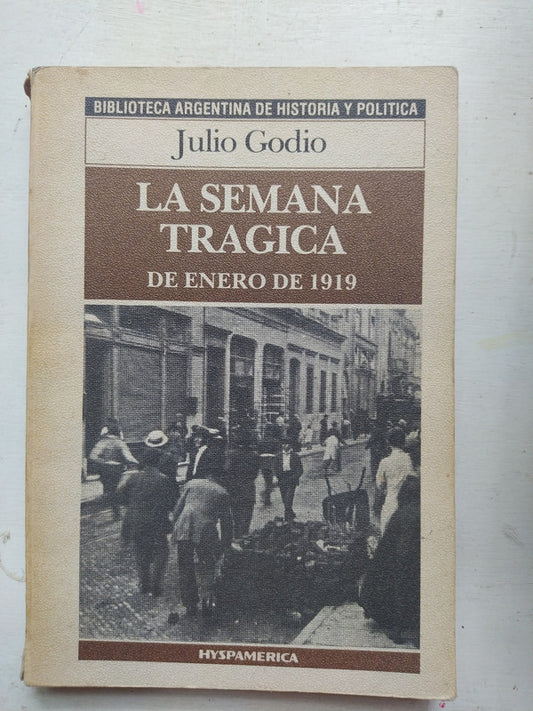 BIBLIOTECA ARGENTINA DE HISTORIA Y POLITICA
Julio Godio
LA SEMANA
TRAGICA
DE ENERO DE 1919
HYSPAMERICA